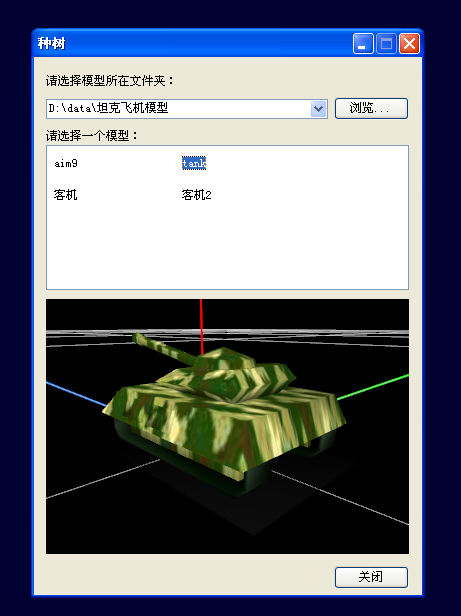 种树
请选择模型所在文件夹：
D:\data\坦克飞机模型
浏览...
请选择一个模型：
aim9 tank
客机 客机2
关闭